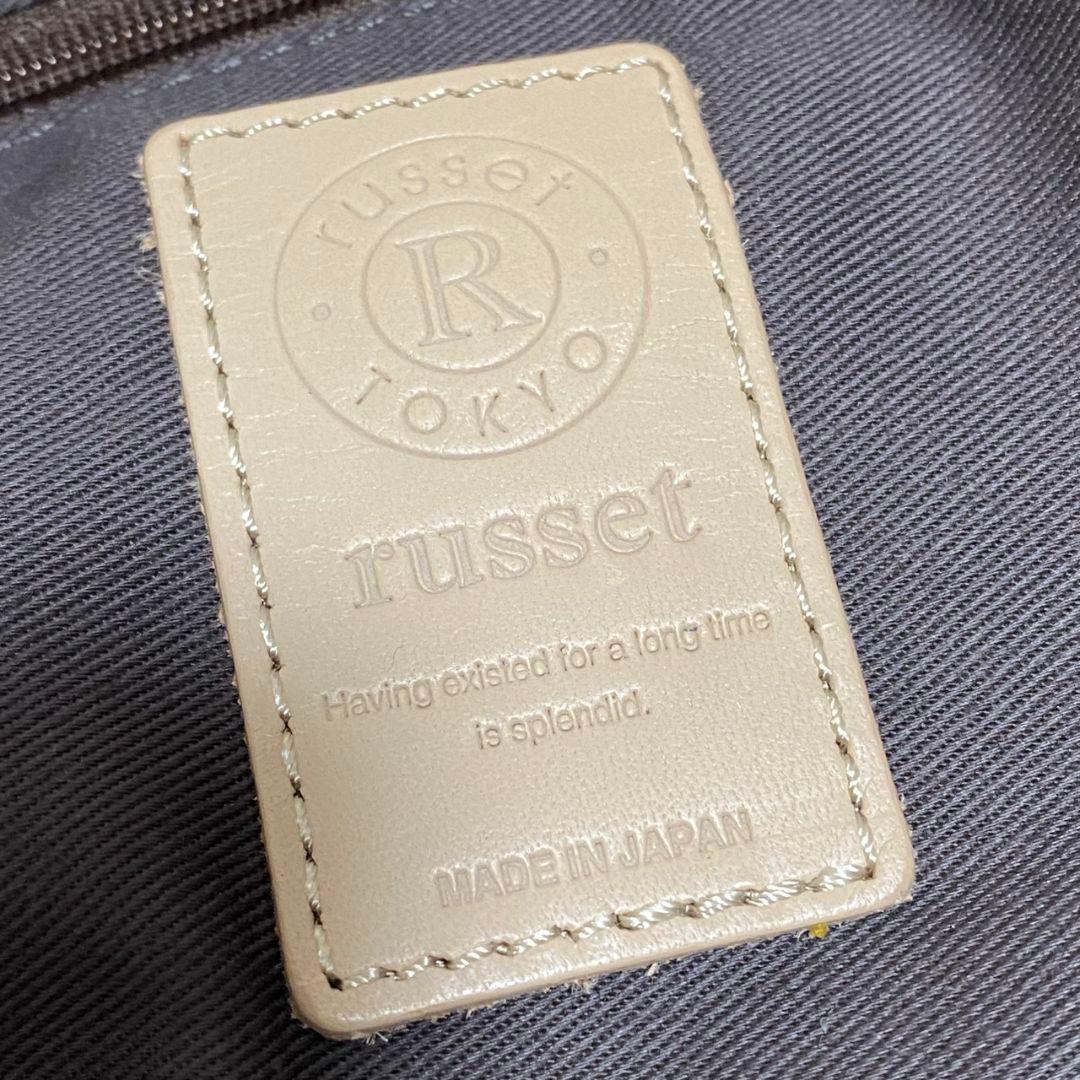 russet
R
TOKYO
russet
Having existed for a long time
is splendid.
MADE IN JAPAN